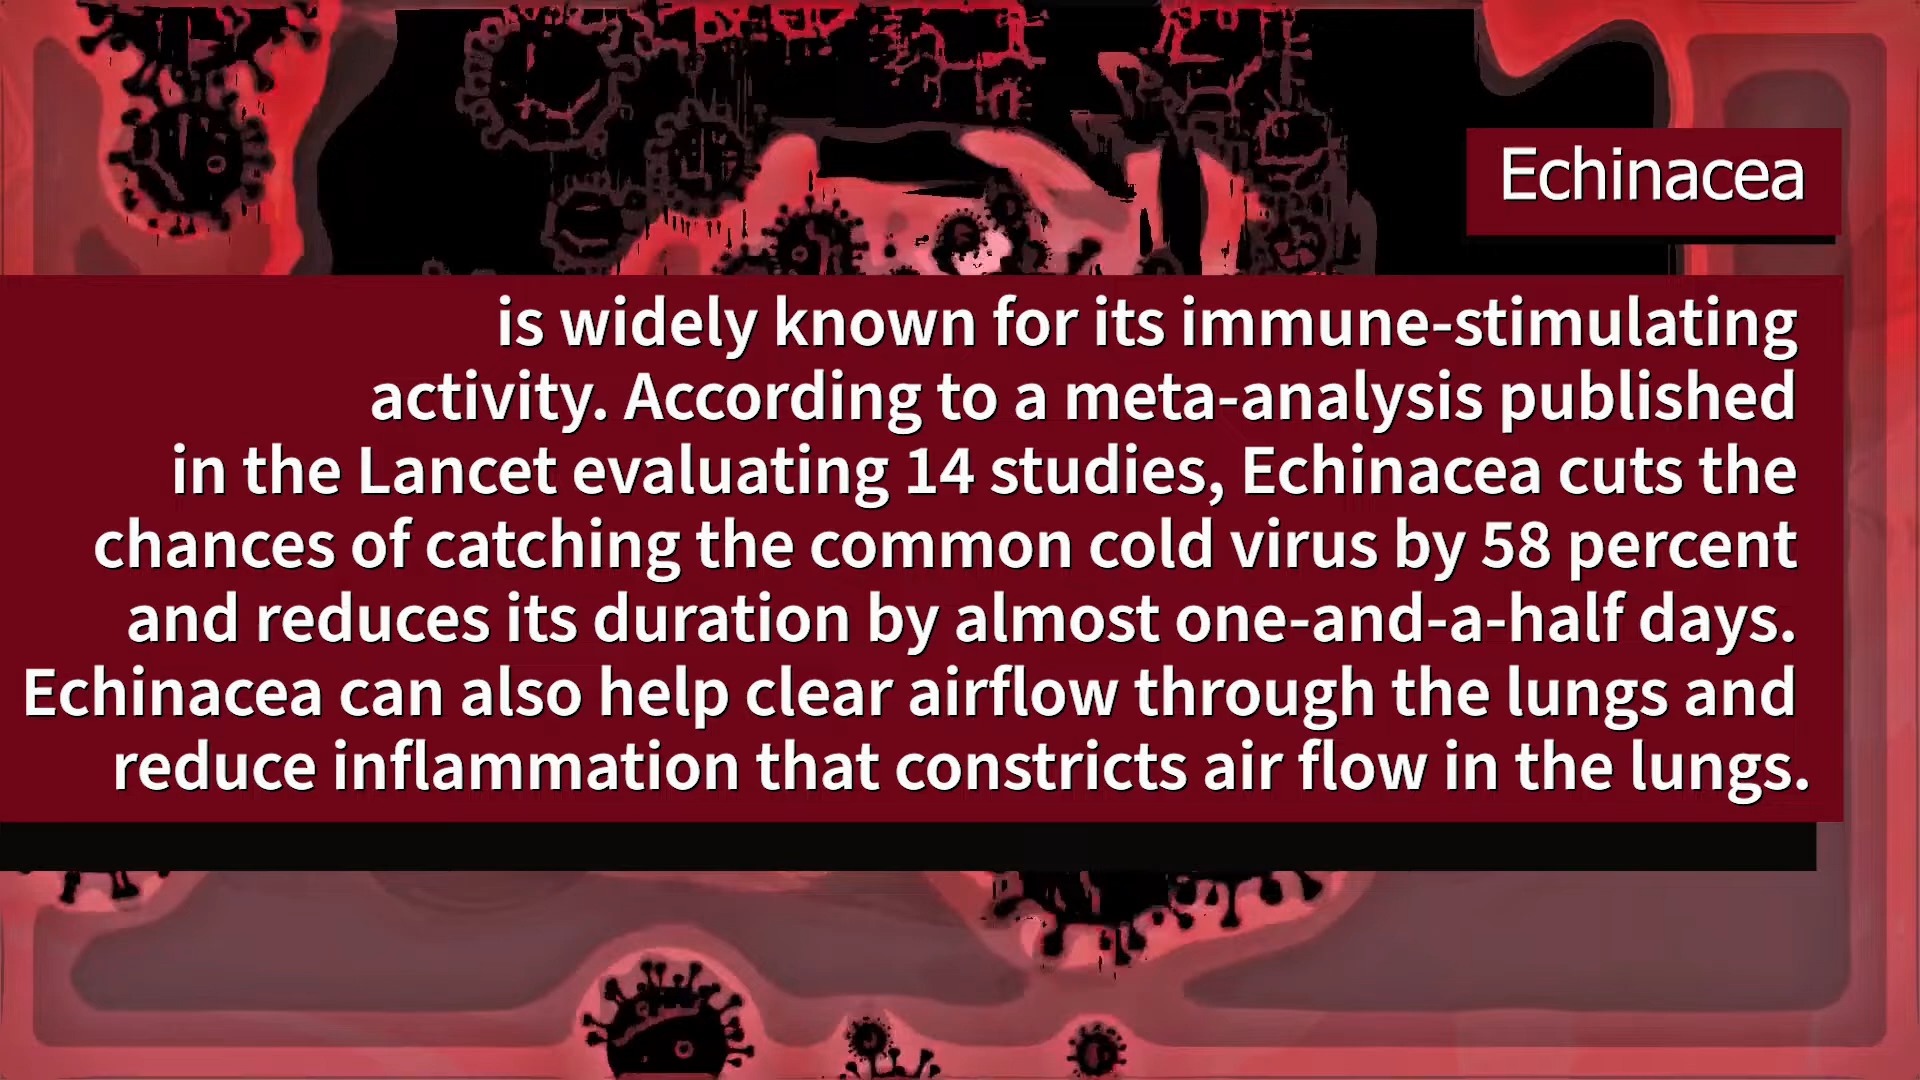 Echinacea
is widely known for its immune-stimulating
activity. According to a meta-analysis published
in the Lancet evaluating 14 studies, Echinacea cuts the
chances of catching the common cold virus by 58 percent
and reduces its duration by almost one-and-a-half days.
Echinacea can also help clear airflow through the lungs and
reduce inflammation that constricts air flow in the lungs.